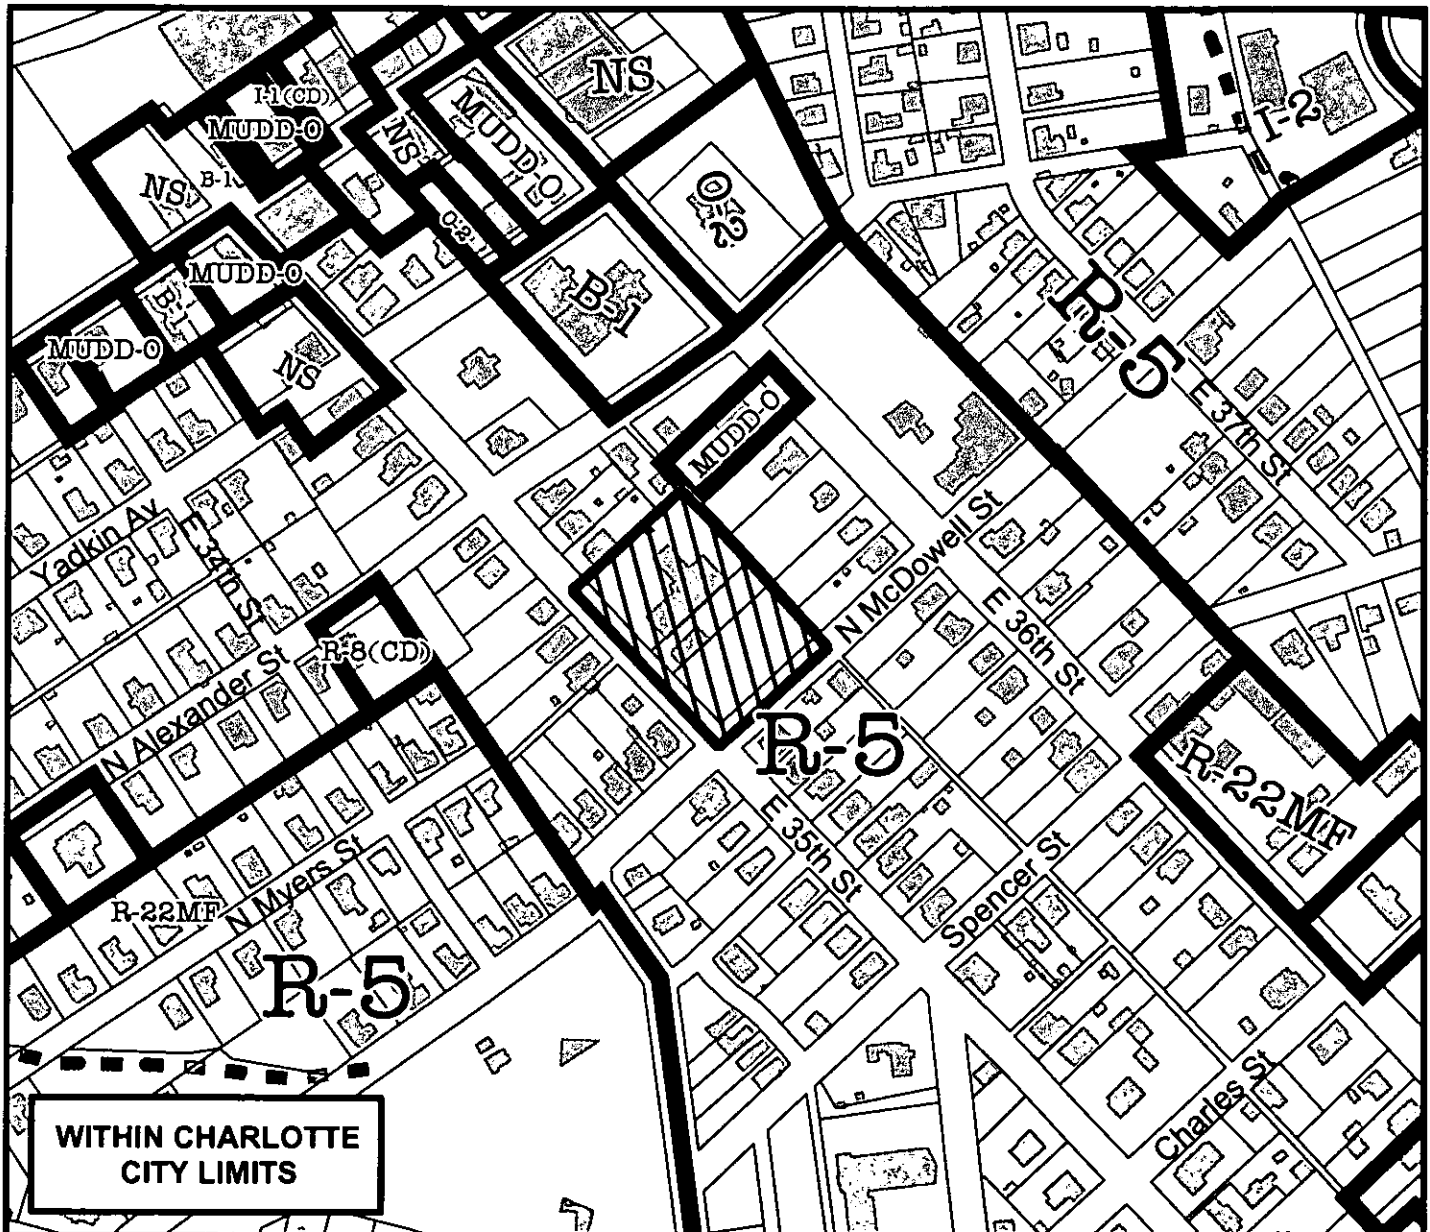 I-1(CD)
MUDD-O
NS
B-1
NS
MUDD-O
NS
I-2
NS
O-2
O-2
MUDD-O
B-1
B-1
R-5
MUDD-O
NS
MUDD-O
E 37th St
Yadkin Av
E 34th St
N McDowell St
E 36th St
R-8(CD)
N Alexander St
R-5
R-22MF
E 35th St
Spencer St
N Myers St
R-22MF
R-5
Charles St
WITHIN CHARLOTTE
CITY LIMITS